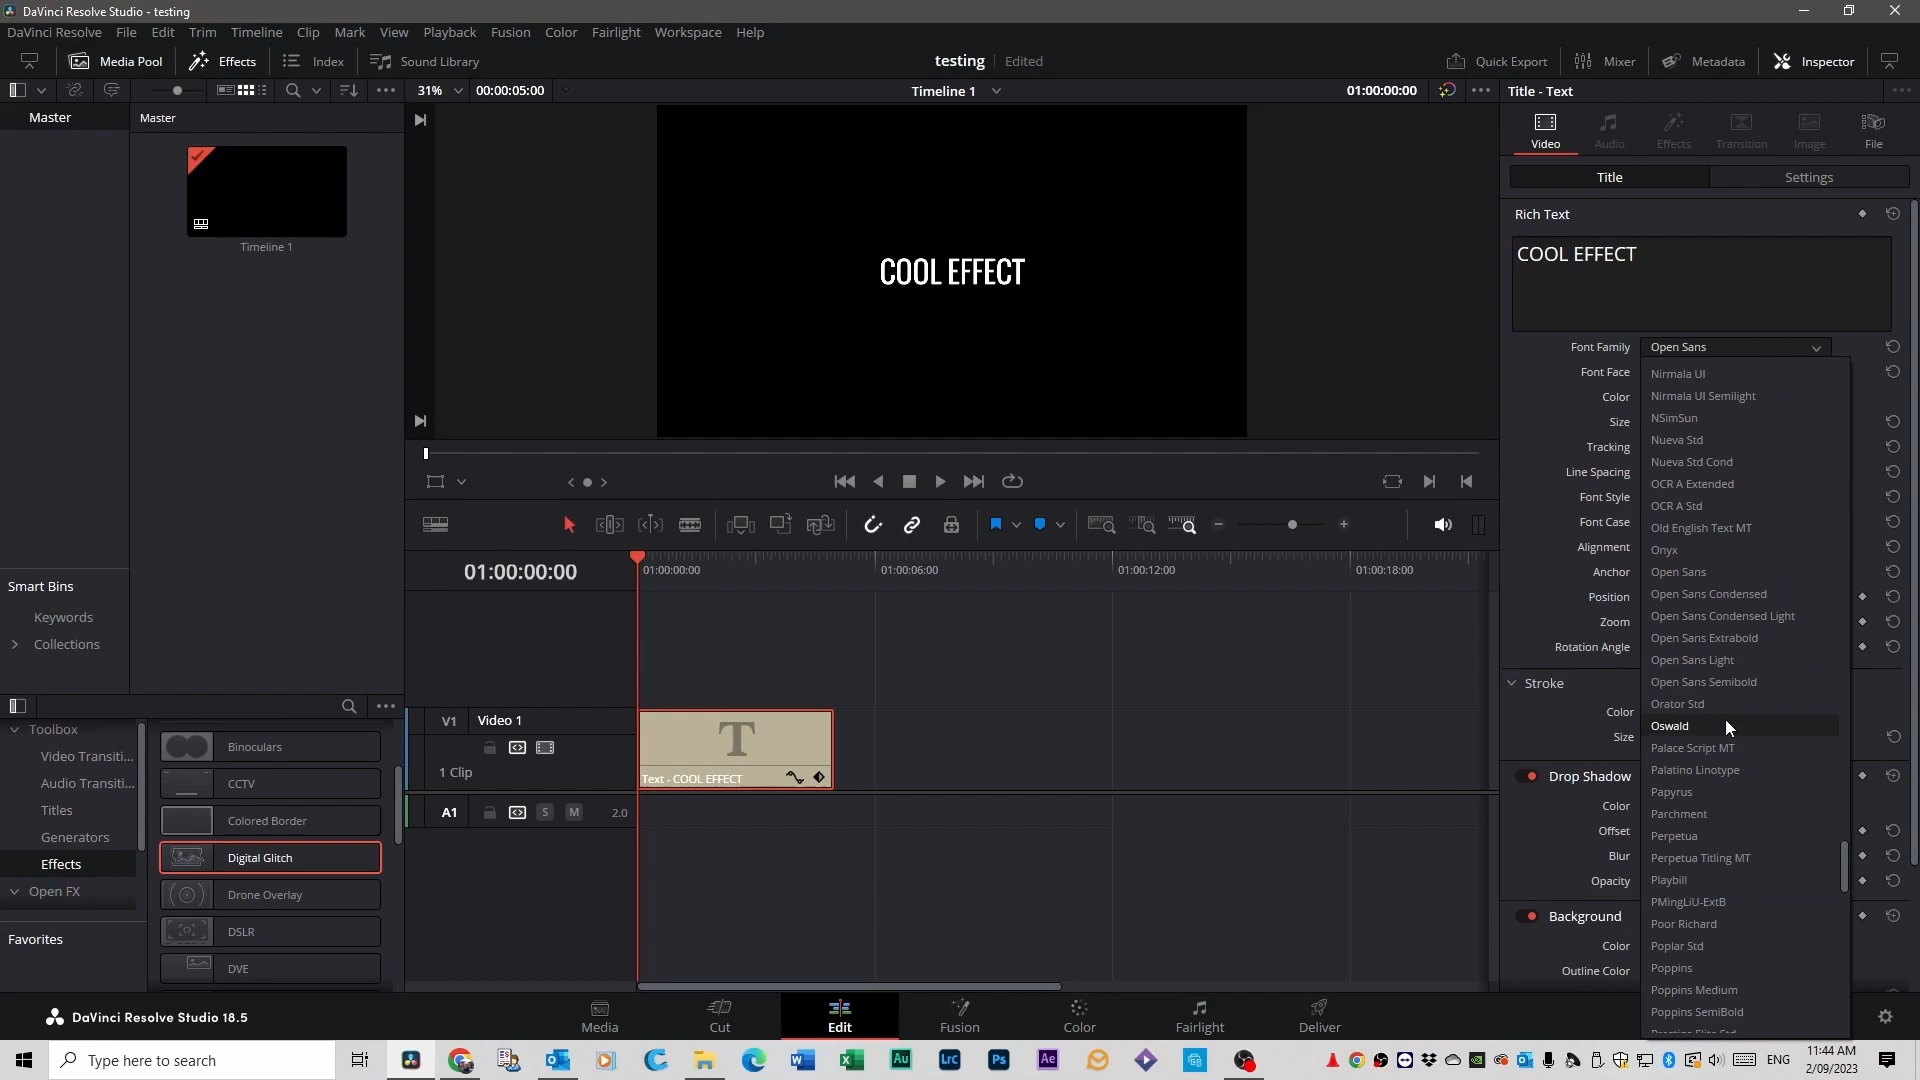 DaVinci Resolve Studio - testing
DaVinci Resolve File Edit Trim Timeline Clip Mark View Playback Fusion Color Fairlight Workspace Help
Media Pool Effects Index Sound Library testing Edited Quick Export Mixer Metadata Inspector
31% 00:00:05:00 Timeline 1 01:00:00:00 Title - Text
Master
Master
Timeline 1
COOL EFFECT
Video Audio Effects Transition Image File
Title Settings
Rich Text
COOL EFFECT
Font Family Open Sans
Font Face
Color
Size
Tracking
Line Spacing
Font Style
Font Case
Alignment
Anchor
Position
Zoom
Rotation Angle
Stroke
Color
Size
Drop Shadow
Color
Offset
Blur
Opacity
Background
Color
Outline Color
Nirmala UI
Nirmala UI Semilight
NSimSun
Nueva Std
Nueva Std Cond
OCR A Extended
OCR A Std
Old English Text MT
Onyx
Open Sans
Open Sans Condensed
Open Sans Condensed Light
Open Sans Extrabold
Open Sans Light
Open Sans Semibold
Orator Std
Oswald
Palace Script MT
Palatino Linotype
Papyrus
Parchment
Perpetua
Perpetua Titling MT
Playbill
PMingLiU-ExtB
Poor Richard
Poplar Std
Poppins
Poppins Medium
Poppins SemiBold
01:00:00:00
01:00:00:00 01:00:06:00 01:00:12:00 01:00:18:00
V1 Video 1
1 Clip
T
Text - COOL EFFECT
A1 S M 2.0
Smart Bins
Keywords
Collections
Toolbox
Video Transiti...
Audio Transiti...
Titles
Generators
Effects
Open FX
Favorites
Binoculars
CCTV
Colored Border
Digital Glitch
Drone Overlay
DSLR
DVE
DaVinci Resolve Studio 18.5
Media Cut Edit Fusion Color Fairlight Deliver
Type here to search
Au Lrc Ps Ae
ENG
11:44 AM
2/09/2023